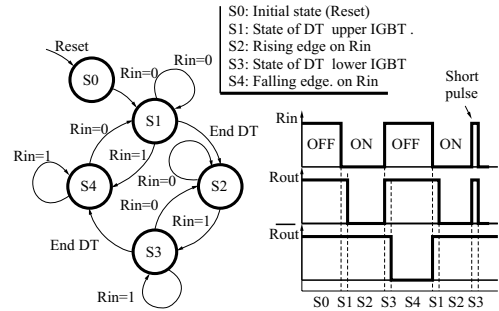 S0: Initial state (Reset)
S1: State of DT upper IGBT .
S2: Rising edge on Rin
S3: State of DT lower IGBT
S4: Falling edge. on Rin
Reset
S0
Rin=0
Rin=0
S1
Rin=0
End DT
Rin=1
Rin=1
S4
Rin=0
S2
Rin=0
Rin=1
End DT
S3
Rin=1
Short
pulse
Rin
OFF
ON
OFF
ON
Rout
Rout
S0 S1 S2 S3 S4 S1 S2 S3